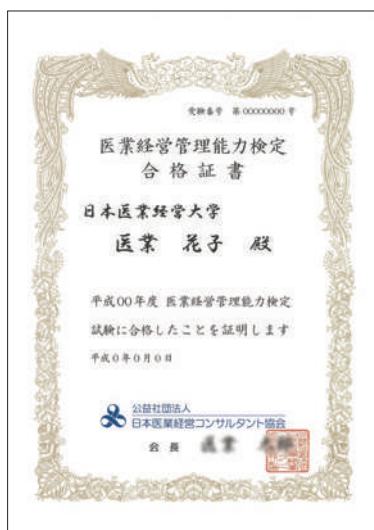 受験番号 第00000000号
医業経営管理能力検定
合格証書
日本医業経営大学
医業 花子 殿
平成00年度 医業経営管理能力検定
試験に合格したことを証明します
平成0年0月0日
公益社団法人
日本医業経営コンサルタント協会
会長 医業